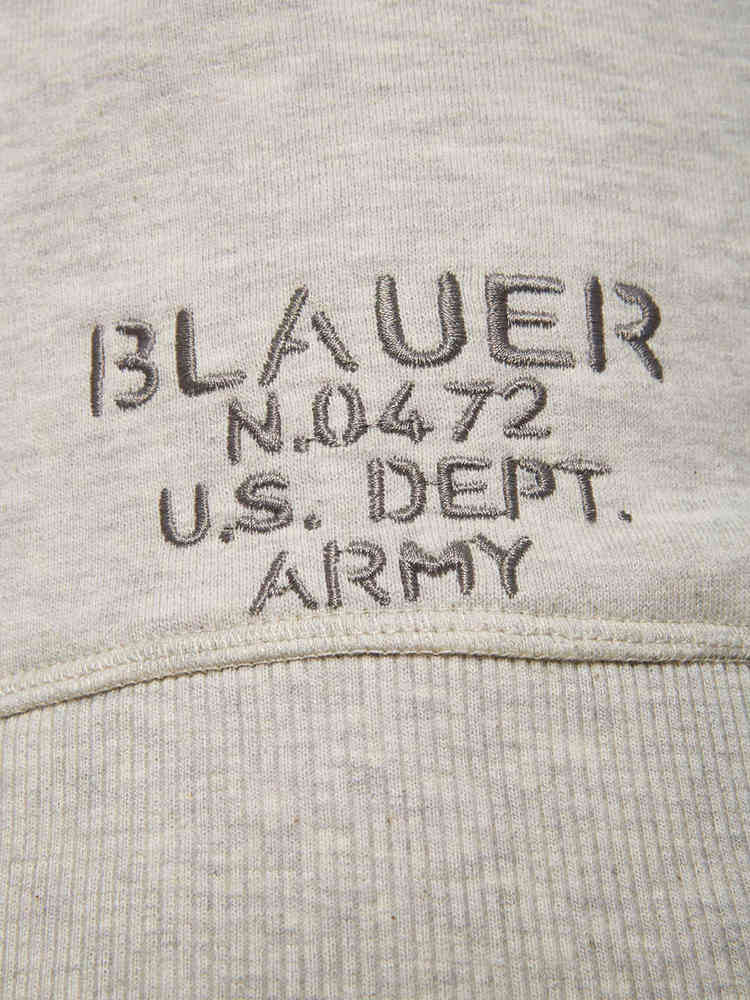 BLAUER
N.0472
U.S. DEPT.
ARMY